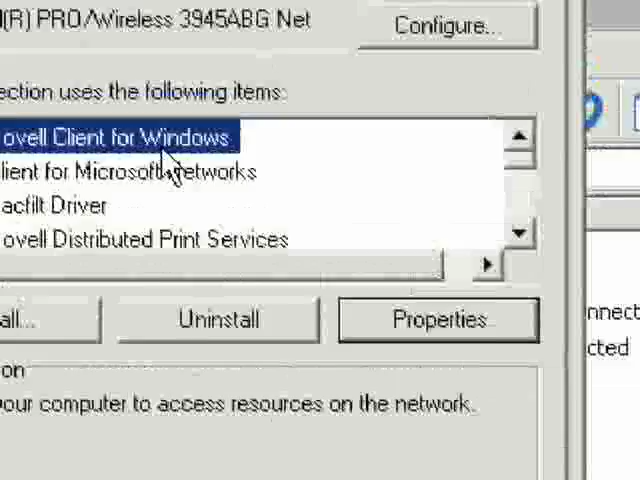 (R) PRO/Wireless 3945ABG Net
Configure...
ection uses the following items:
ovell Client for Windows
lient for Microsoft Networks
acfilt Driver
ovell Distributed Print Services
all...
Uninstall
Properties
nnect
cted
on
our computer to access resources on the network.